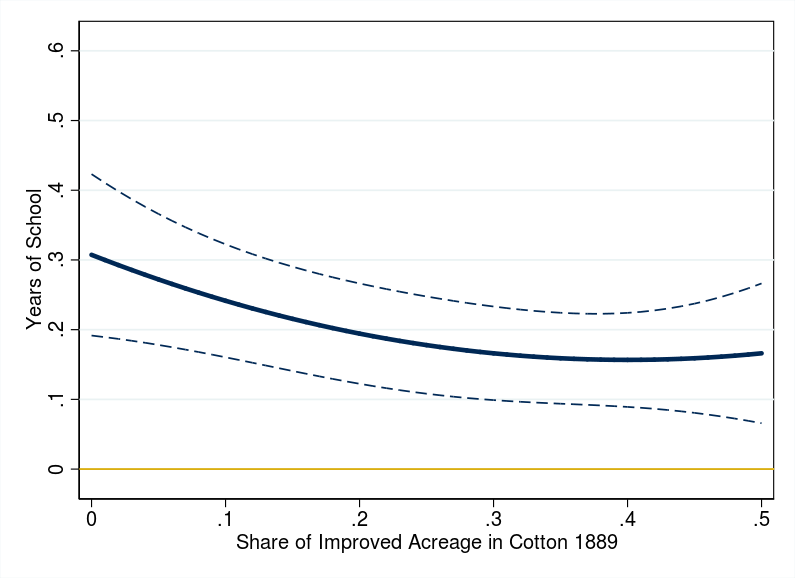 Years of School
.6
.5
.4
.3
.2
.1
0
0 .1 .2 .3 .4 .5
Share of Improved Acreage in Cotton 1889